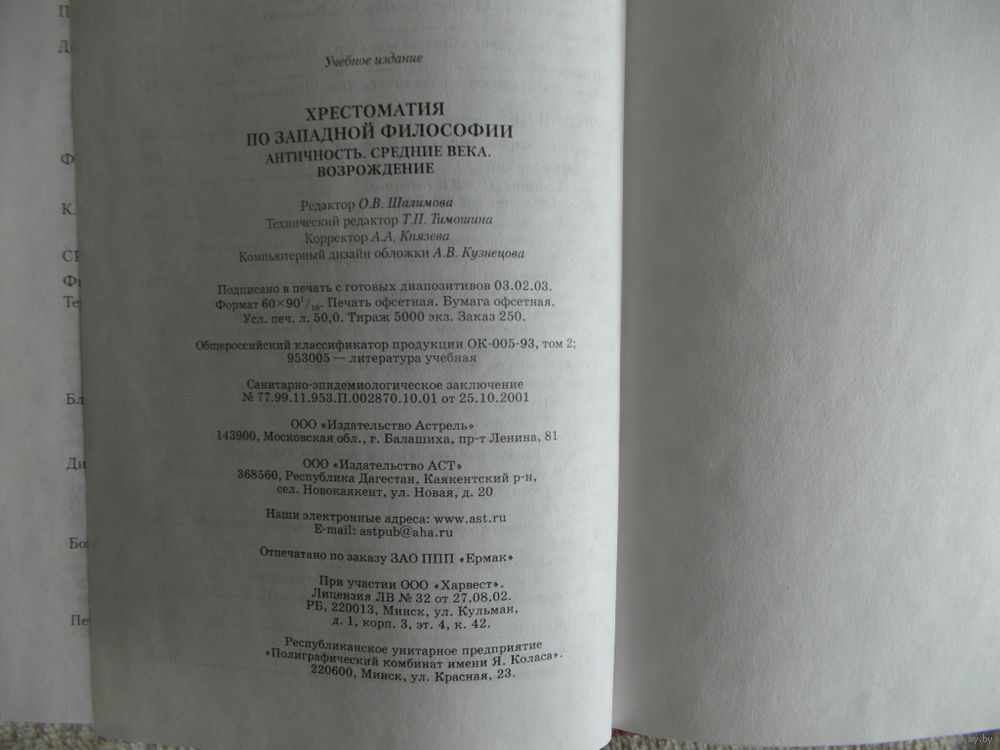 Учебное издание
ХРЕСТОМАТИЯ
ПО ЗАПАДНОЙ ФИЛОСОФИИ
АНТИЧНОСТЬ. СРЕДНИЕ ВЕКА.
ВОЗРОЖДЕНИЕ
Редактор О.В. Шалимова
Технический редактор Т.П. Тимошина
Корректор А.А. Князева
Компьютерный дизайн обложки А.В. Кузнецова
Подписано в печать с готовых диапозитивов 03.02.03.
Формат 60×90¹/₁₆. Печать офсетная. Бумага офсетная.
Усл. печ. л. 50,0. Тираж 5000 экз. Заказ 250.
Общероссийский классификатор продукции ОК-005-93, том 2;
953005 — литература учебная
Санитарно-эпидемиологическое заключение
№ 77.99.11.953.П.002870.10.01 от 25.10.2001
ООО «Издательство Астрель»
143900, Московская обл., г. Балашиха, пр-т Ленина, 81
ООО «Издательство АСТ»
368560, Республика Дагестан, Каякентский р-н,
сел. Новокаякент, ул. Новая, д. 20
Наши электронные адреса: www.ast.ru
E-mail: astpub@aha.ru
Отпечатано по заказу ЗАО ППП «Ермак»
При участии ООО «Харвест».
Лицензия ЛВ № 32 от 27.08.02.
РБ, 220013, Минск, ул. Кульман,
д. 1, корп. 3, эт. 4, к. 42.
Республиканское унитарное предприятие
«Полиграфический комбинат имени Я. Коласа».
220600, Минск, ул. Красная, 23.
ay.by